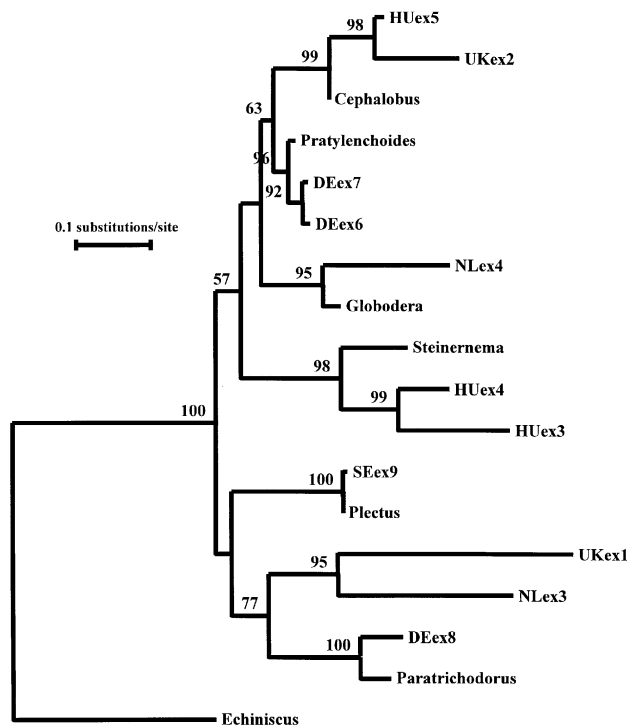 98
HUex5
99
UKex2
Cephalobus
63
Pratylenchoides
96
DEex7
92
DEex6
0.1 substitutions/site
NLex4
95
57
Globodera
Steinernema
98
HUex4
99
100
HUex3
SEex9
100
Plectus
UKex1
95
NLex3
77
DEex8
100
Paratrichodorus
Echiniscus